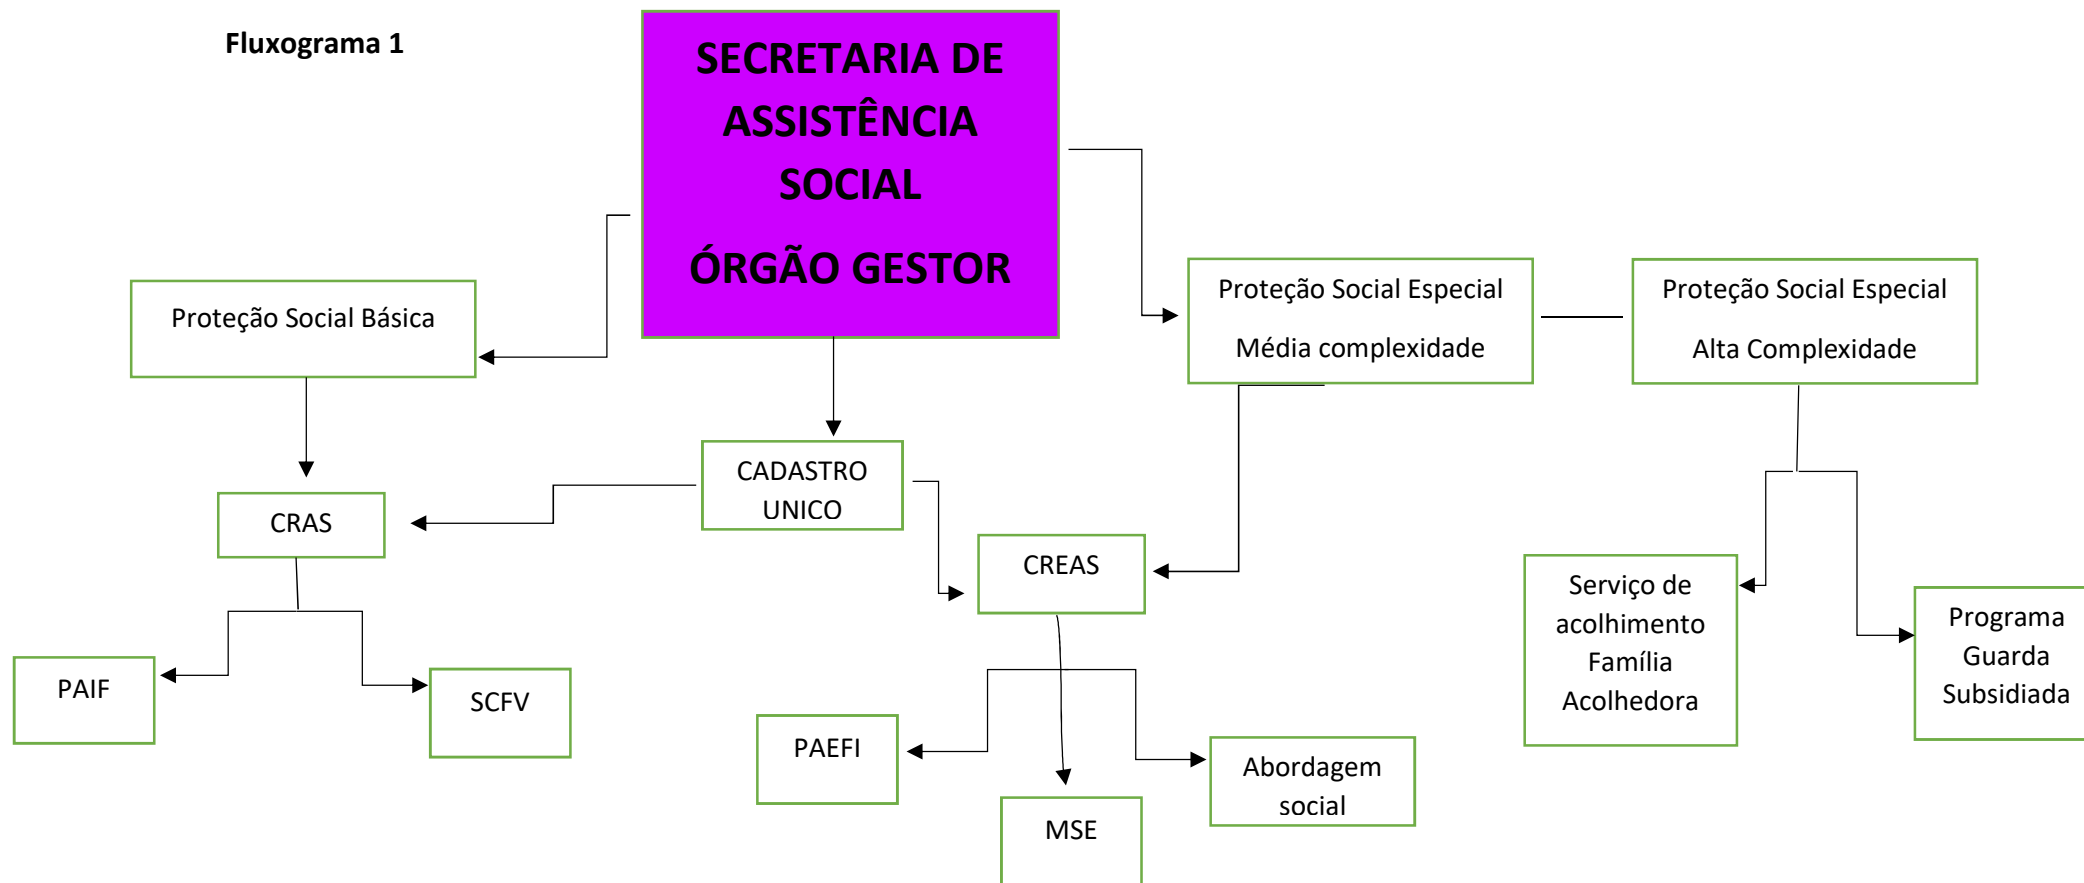 Fluxograma 1
SECRETARIA DE
ASSISTÊNCIA
SOCIAL
ÓRGÃO GESTOR
Proteção Social Básica
Proteção Social Especial
Média complexidade
Proteção Social Especial
Alta Complexidade
CADASTRO
UNICO
CRAS
CREAS
Serviço de
acolhimento
Família
Acolhedora
Programa
Guarda
Subsidiada
PAIF
SCFV
PAEFI
Abordagem
social
MSE